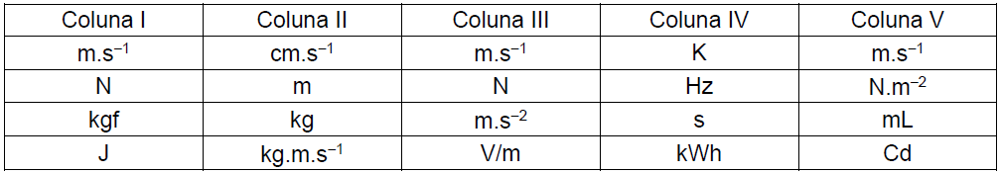 Coluna I Coluna II Coluna III Coluna IV Coluna V
m.s⁻¹ cm.s⁻¹ m.s⁻¹ K m.s⁻¹
N m N Hz N.m⁻²
kgf kg m.s⁻² s mL
J kg.m.s⁻¹ V/m kWh Cd